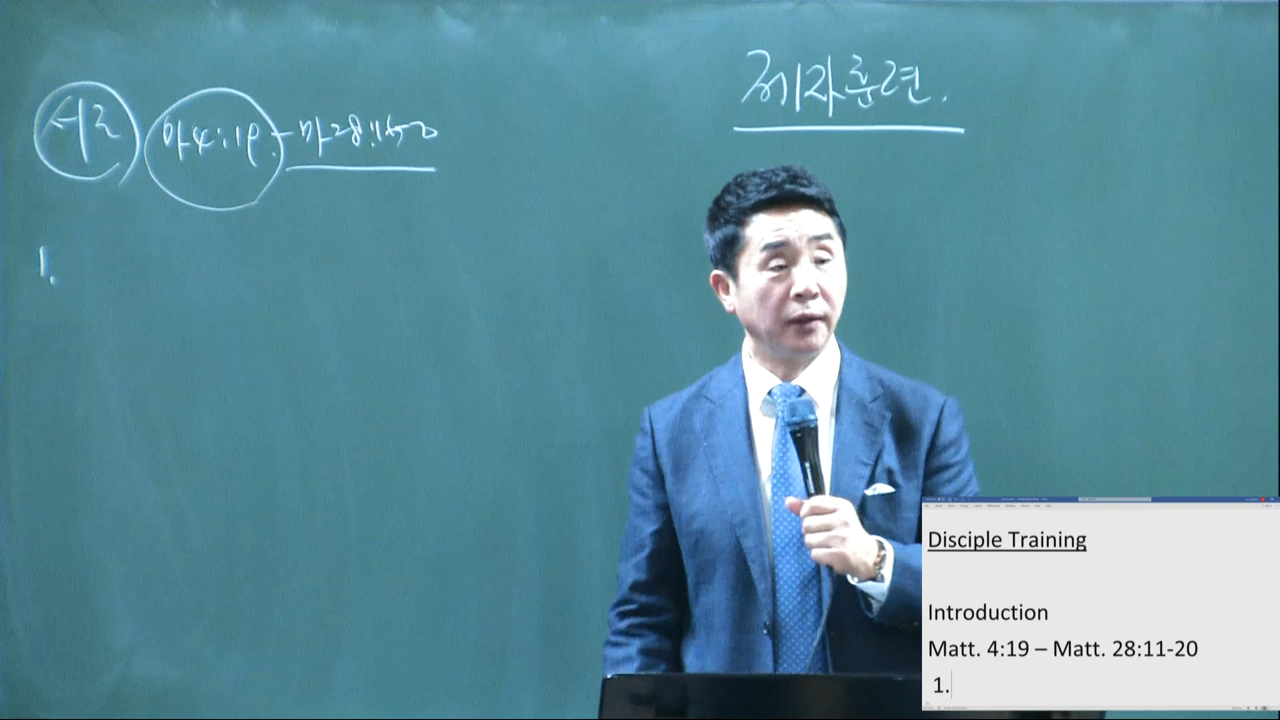 제자훈련.
서론 마4:19 - 마28:16-20
1.
Disciple Training
Introduction
Matt. 4:19 – Matt. 28:11-20
1.